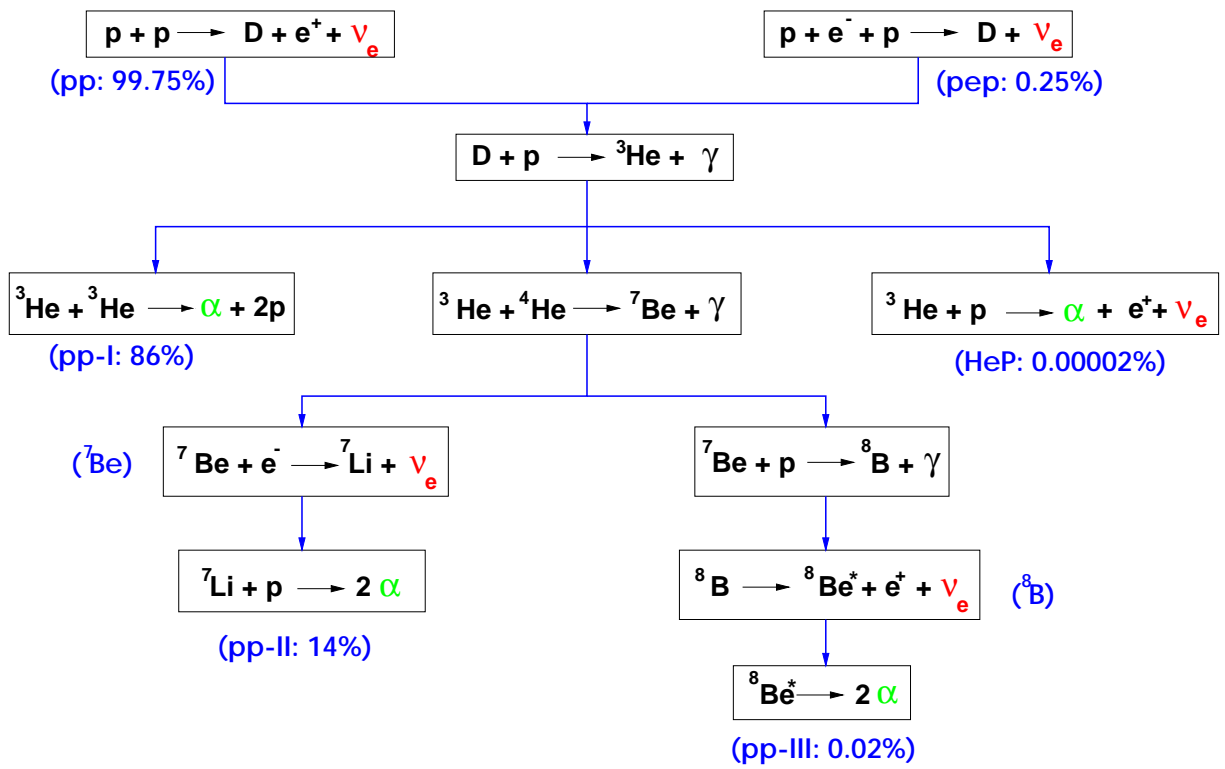 p + p ⟶ D + e⁺ + νₑ
p + e⁻ + p ⟶ D + νₑ
(pp: 99.75%)
(pep: 0.25%)
D + p ⟶ ³He + γ
³He + ³He ⟶ α + 2p
³He + ⁴He ⟶ ⁷Be + γ
³He + p ⟶ α + e⁺ + νₑ
(pp-I: 86%)
(HeP: 0.00002%)
(⁷Be)
⁷Be + e⁻ ⟶ ⁷Li + νₑ
⁷Be + p ⟶ ⁸B + γ
⁷Li + p ⟶ 2 α
⁸B ⟶ ⁸Be* + e⁺ + νₑ
(⁸B)
(pp-II: 14%)
⁸Be* ⟶ 2 α
(pp-III: 0.02%)